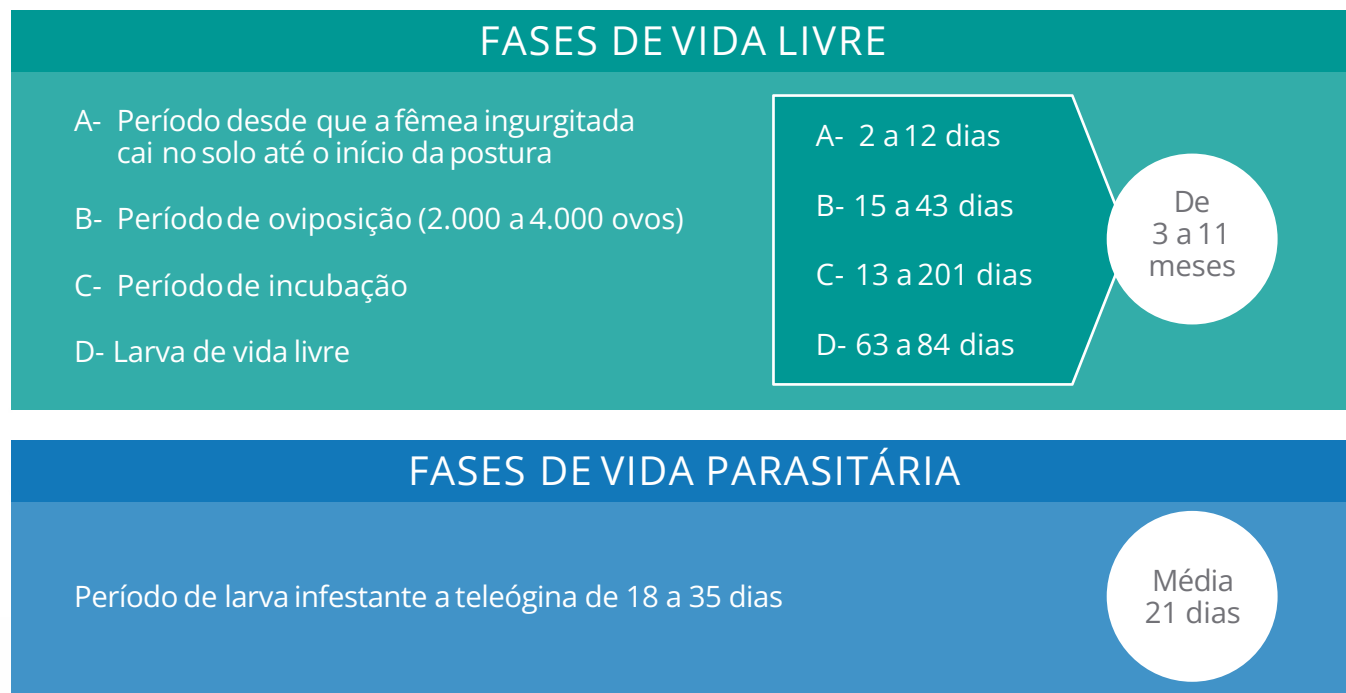 FASES DE VIDA LIVRE
A- Período desde que a fêmea ingurgitada
cai no solo até o início da postura
B- Período de oviposição (2.000 a 4.000 ovos)
C- Período de incubação
D- Larva de vida livre
A- 2 a 12 dias
B- 15 a 43 dias
C- 13 a 201 dias
D- 63 a 84 dias
De
3 a 11
meses
FASES DE VIDA PARASITÁRIA
Período de larva infestante a teleógina de 18 a 35 dias
Média
21 dias